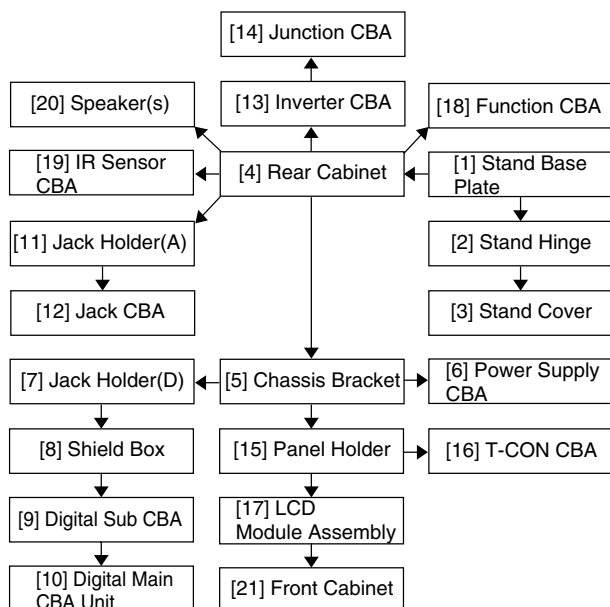 [14] Junction CBA
[20] Speaker(s)
[13] Inverter CBA
[18] Function CBA
[19] IR Sensor
CBA
[4] Rear Cabinet
[1] Stand Base
Plate
[11] Jack Holder(A)
[2] Stand Hinge
[12] Jack CBA
[3] Stand Cover
[7] Jack Holder(D)
[5] Chassis Bracket
[6] Power Supply
CBA
[8] Shield Box
[15] Panel Holder
[16] T-CON CBA
[9] Digital Sub CBA
[17] LCD
Module Assembly
[10] Digital Main
CBA Unit
[21] Front Cabinet